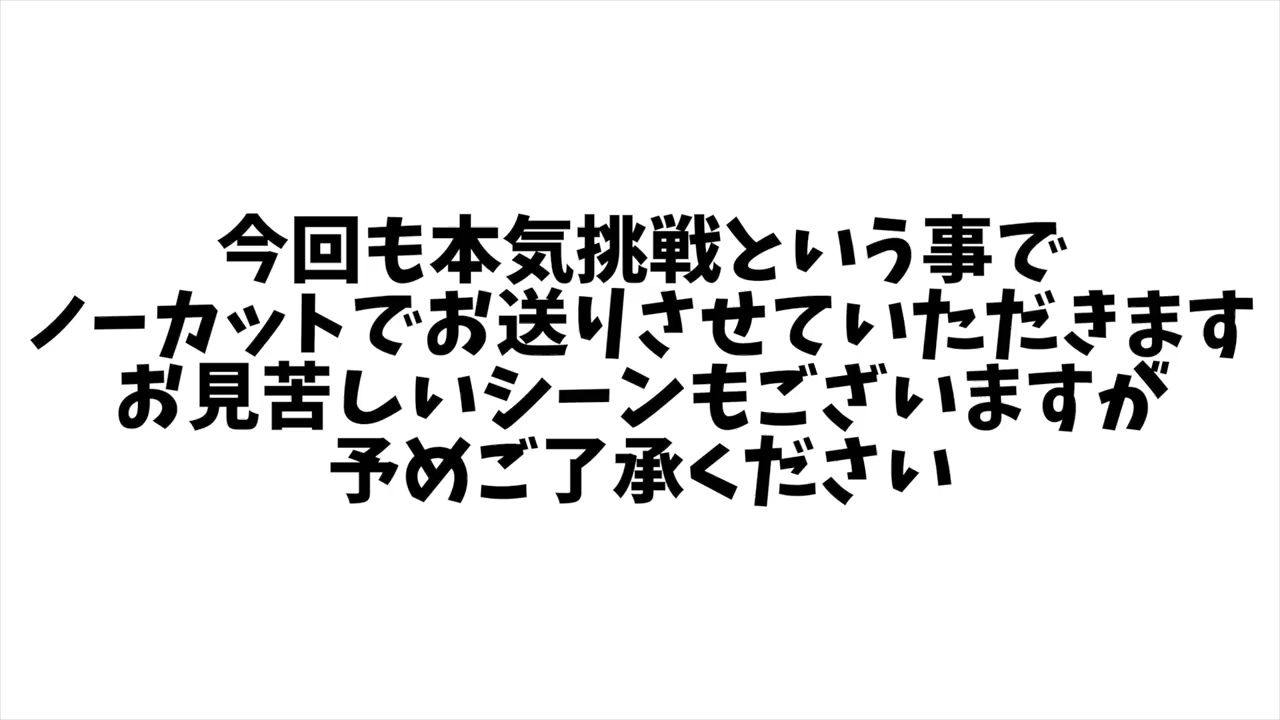 今回も本気挑戦という事で
ノーカットでお送りさせていただきます
お見苦しいシーンもございますが
予めご了承ください